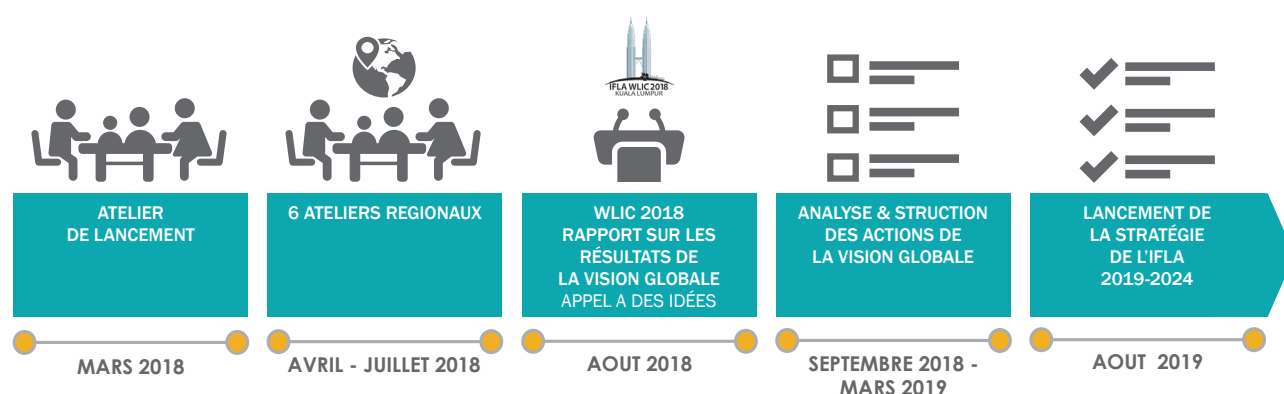 IFLA WLIC 2018
KUALA LUMPUR
ATELIER
DE LANCEMENT
MARS 2018
6 ATELIERS REGIONAUX
AVRIL - JUILLET 2018
WLIC 2018
RAPPORT SUR LES
RÉSULTATS DE
LA VISION GLOBALE
APPEL A DES IDÉES
AOUT 2018
ANALYSE & STRUCTION
DES ACTIONS DE
LA VISION GLOBALE
SEPTEMBRE 2018 -
MARS 2019
LANCEMENT DE
LA STRATÉGIE
DE L'IFLA
2019-2024
AOUT 2019